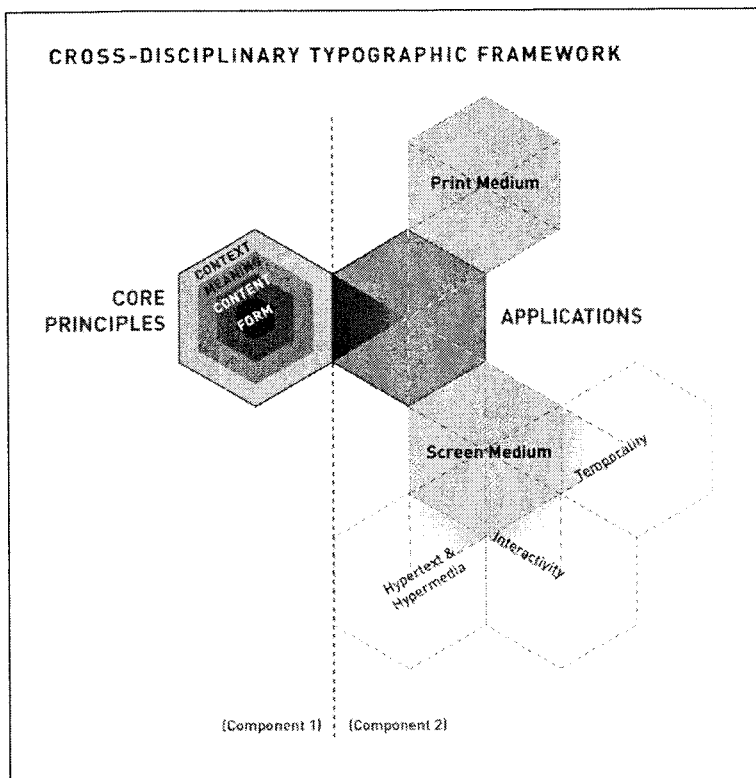 CROSS-DISCIPLINARY TYPOGRAPHIC FRAMEWORK
Print Medium
CONTEXT
MEANING
CONTENT
FORM
CORE
PRINCIPLES
APPLICATIONS
Screen Medium
Temporality
Interactivity
Hypertext &
Hypermedia
(Component 1)
(Component 2)